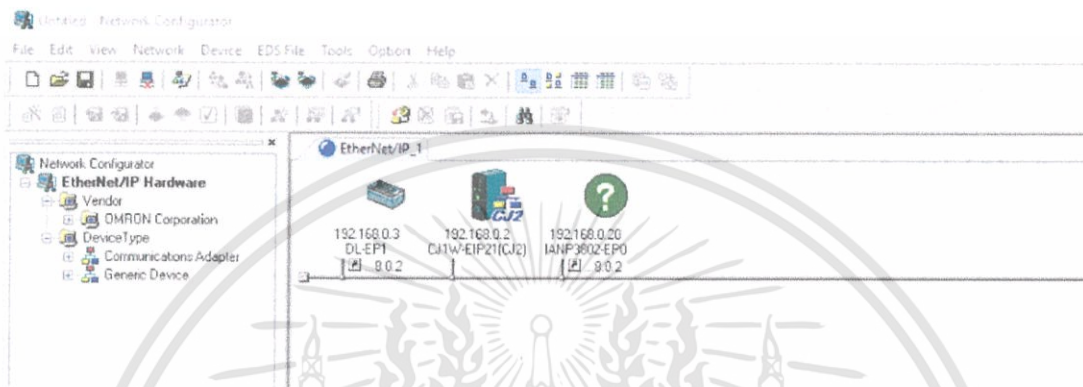 Untitled - Network Configurator
File Edit View Network Device EDS File Tools Option Help
EtherNet/IP_1
Network Configurator
EtherNet/IP Hardware
Vendor
OMRON Corporation
DeviceType
Communications Adapter
Generic Device
CJ2
192.168.0.3 192.168.0.2 192.168.0.20
DL-EP1 CJ1W-EIP21(CJ2) IANP3802-EP0
9.0.2 9.0.2